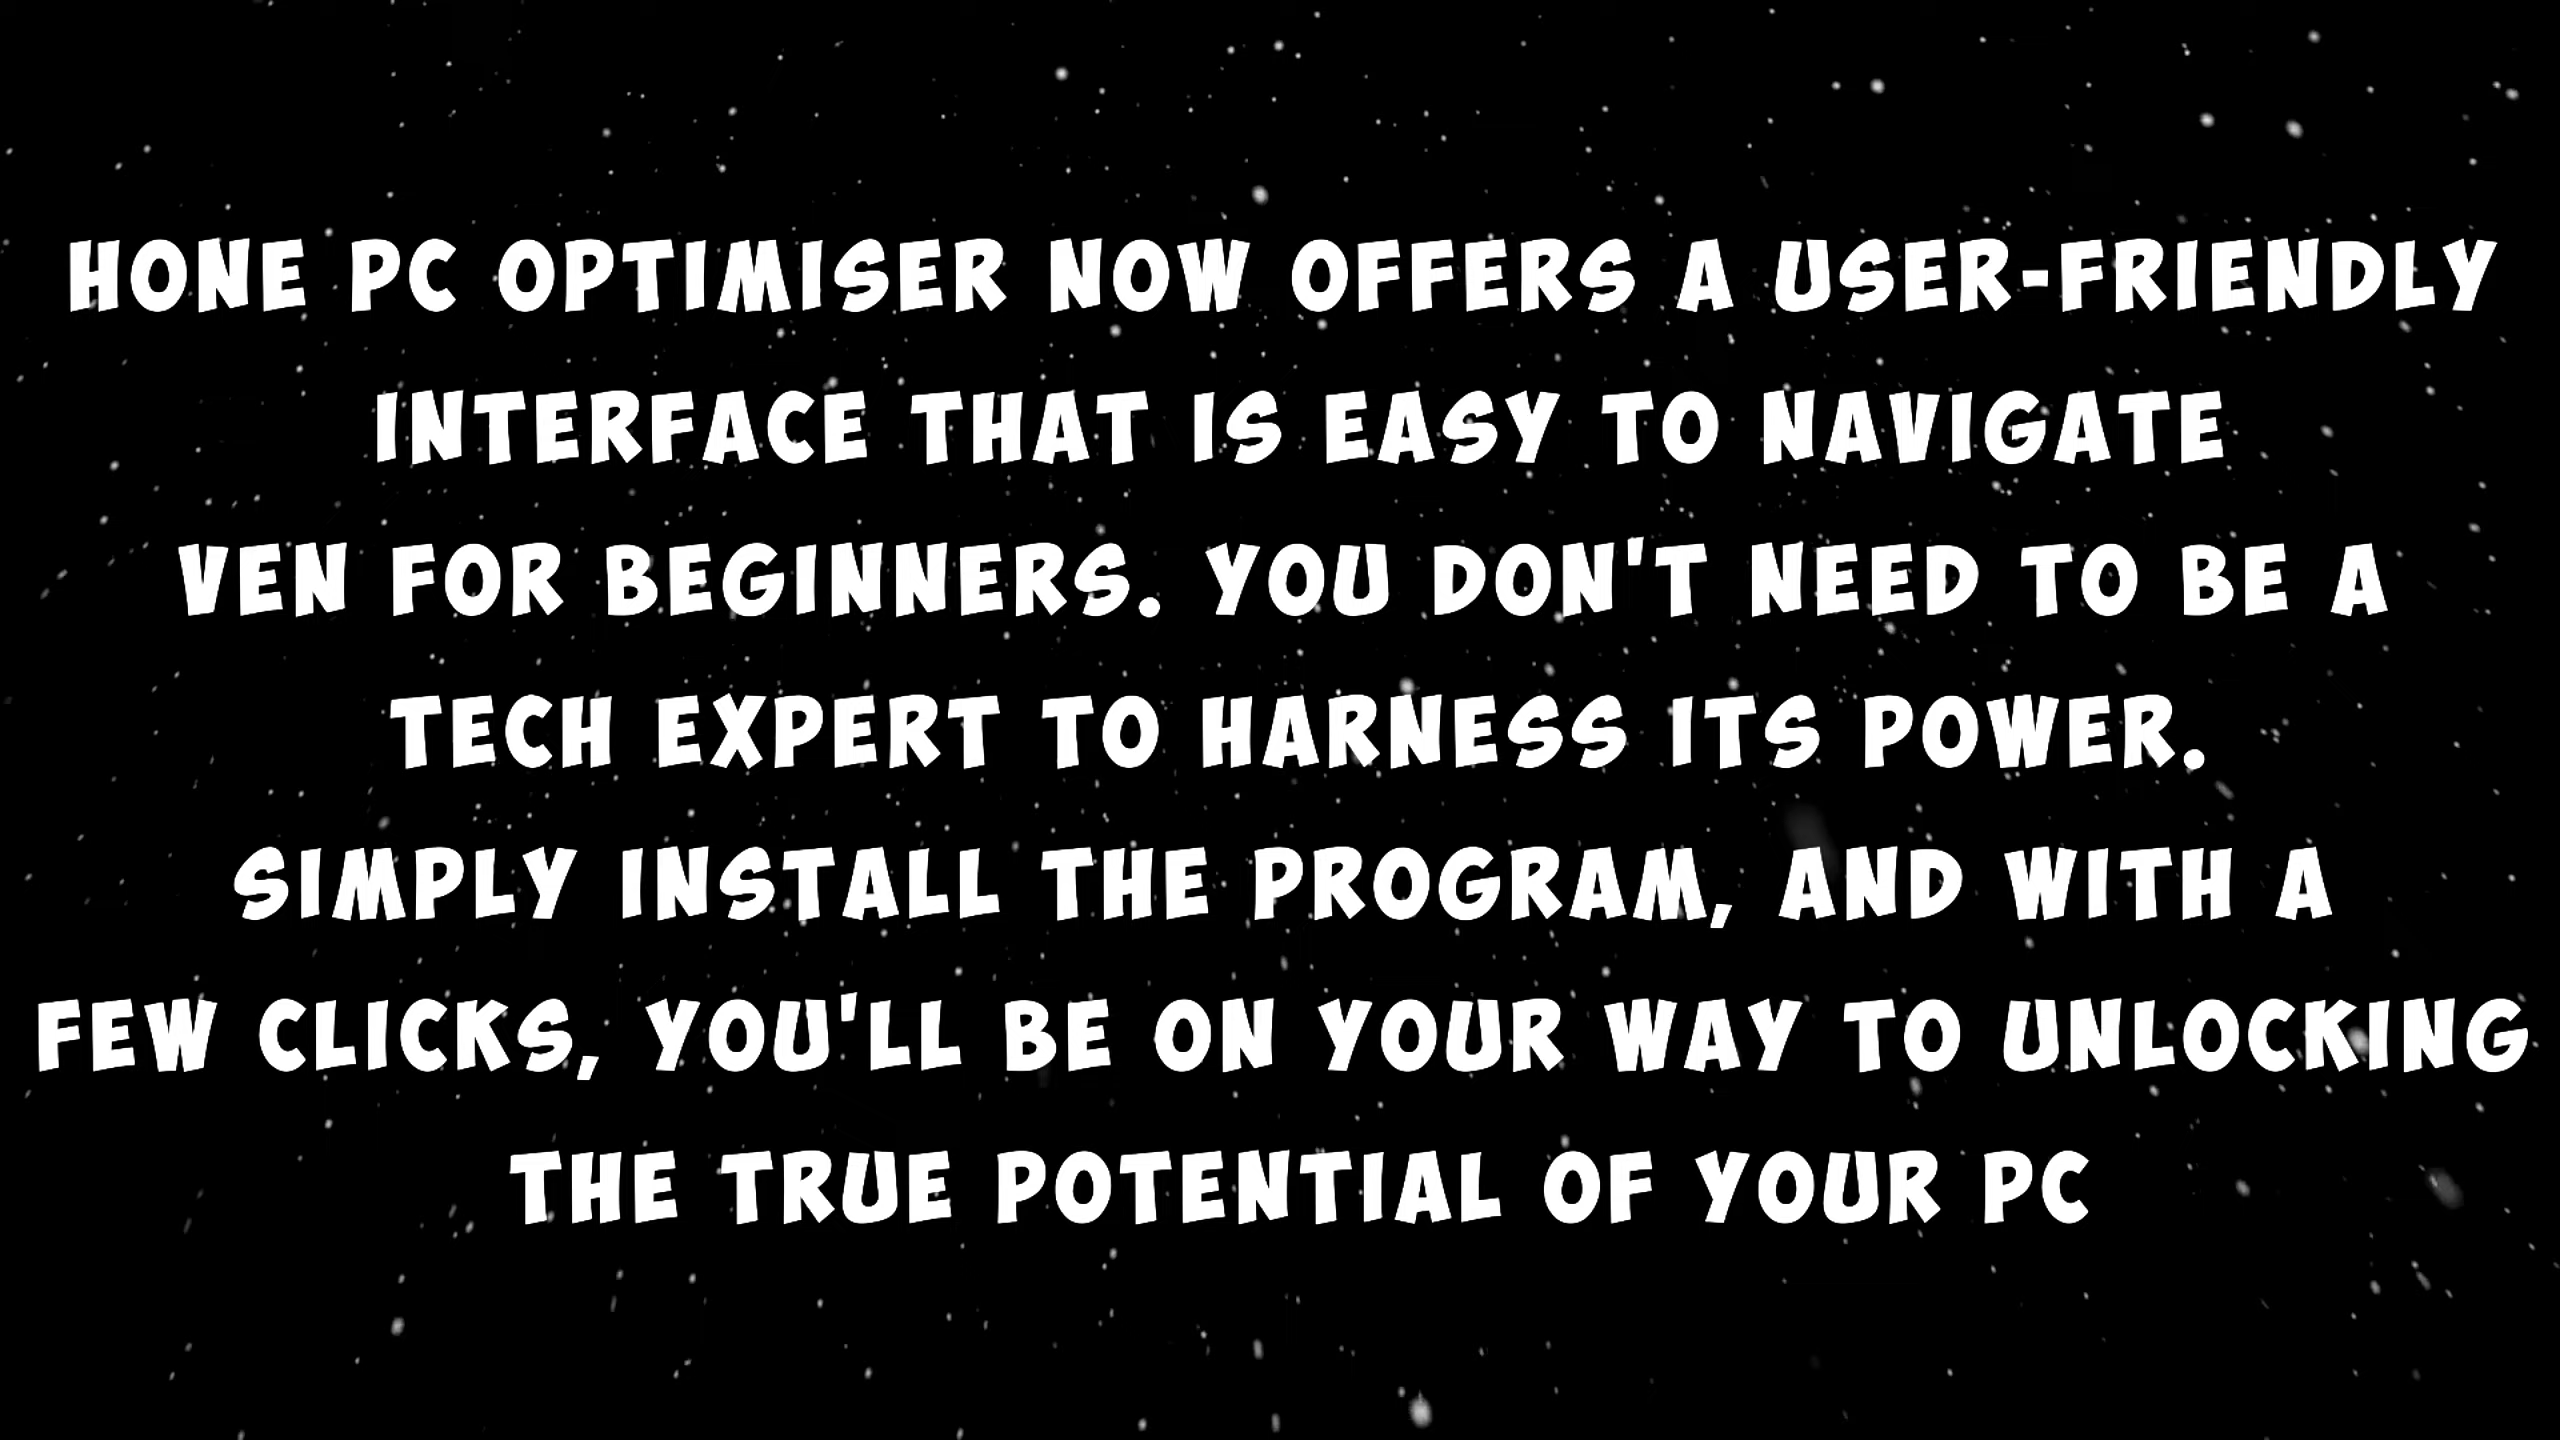 HONE PC OPTIMISER NOW OFFERS A USER-FRIENDLY
INTERFACE THAT IS EASY TO NAVIGATE
VEN FOR BEGINNERS. YOU DON'T NEED TO BE A
TECH EXPERT TO HARNESS ITS POWER.
SIMPLY INSTALL THE PROGRAM, AND WITH A
FEW CLICKS, YOU'LL BE ON YOUR WAY TO UNLOCKING
THE TRUE POTENTIAL OF YOUR PC